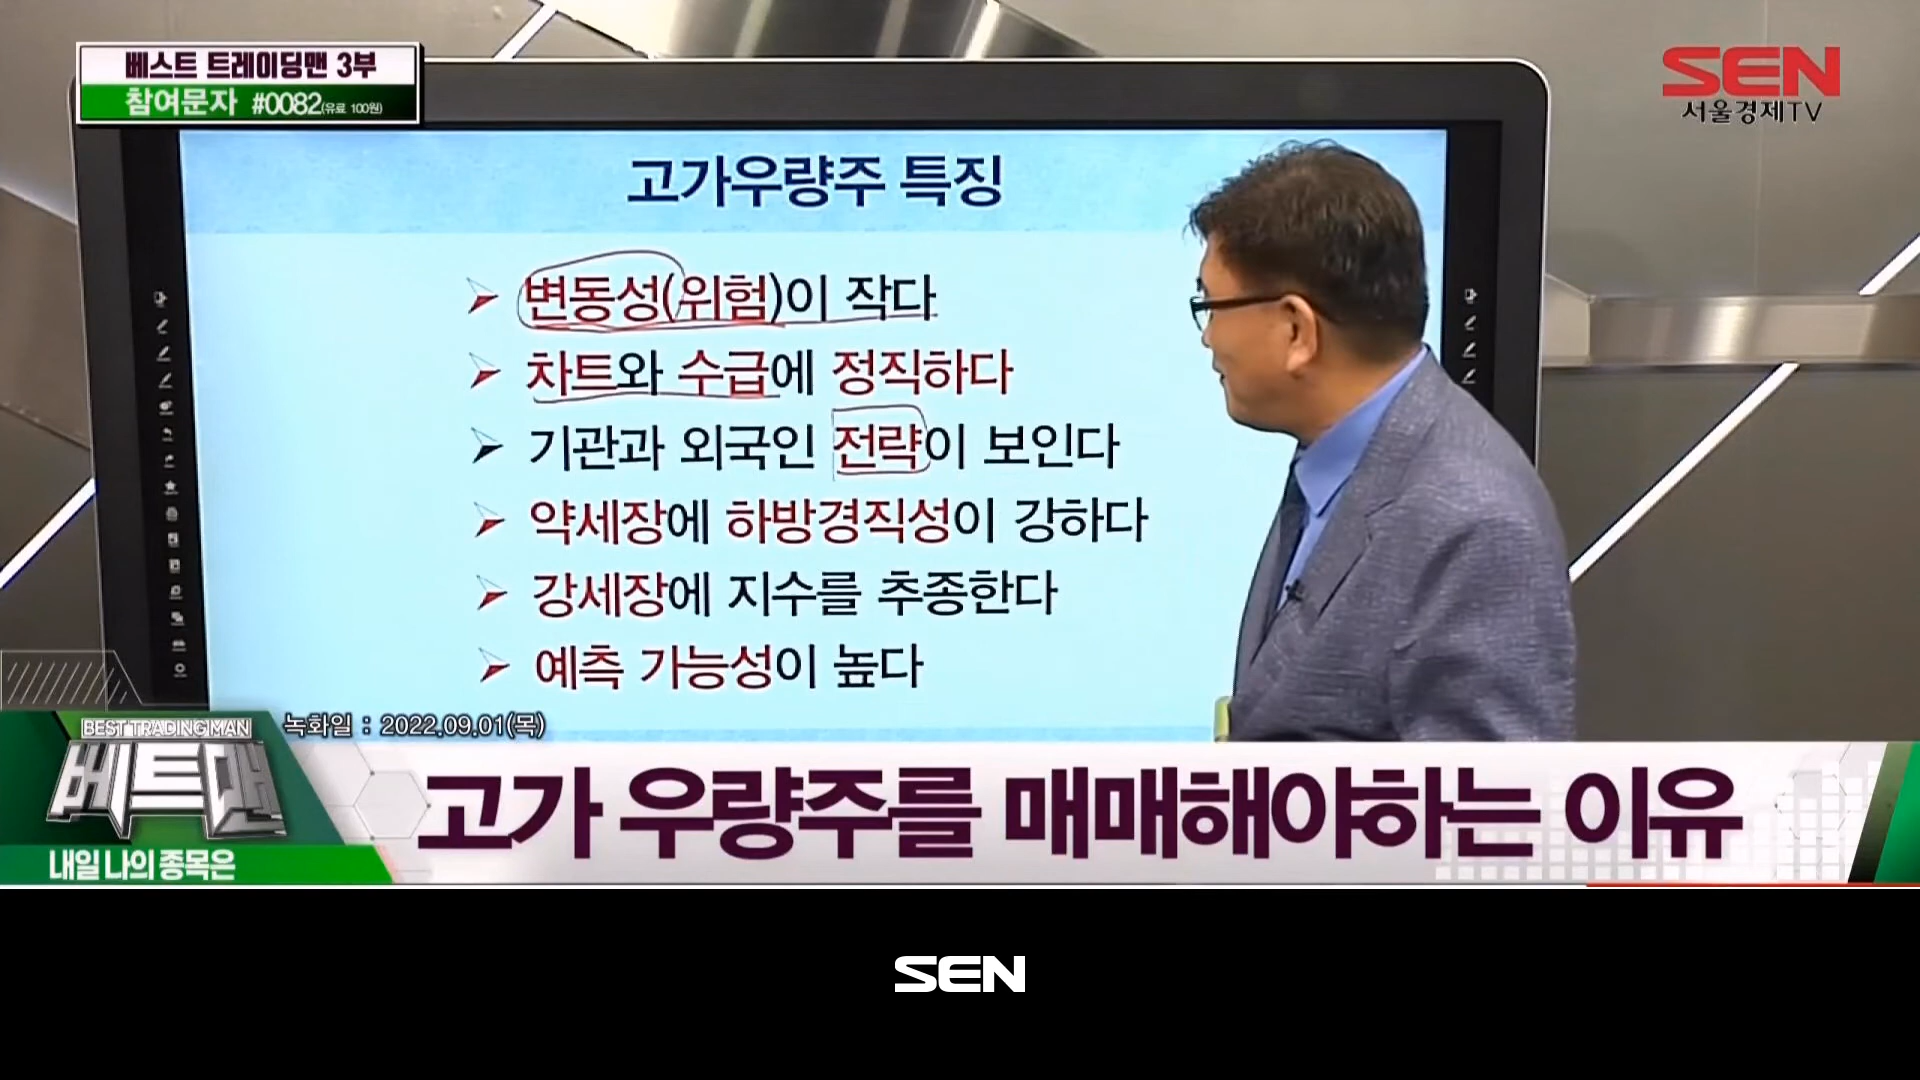 베스트 트레이딩맨 3부
참여문자 #0082(유료 100원)
SEN
서울경제TV
고가우량주 특징
변동성(위험)이 작다
차트와 수급에 정직하다
기관과 외국인 전략이 보인다
약세장에 하방경직성이 강하다
강세장에 지수를 추종한다
예측 가능성이 높다
녹화일 : 2022.09.01(목)
BEST TRADING MAN
베트맨
내일 나의 종목은
고가 우량주를 매매해야하는 이유
SEN